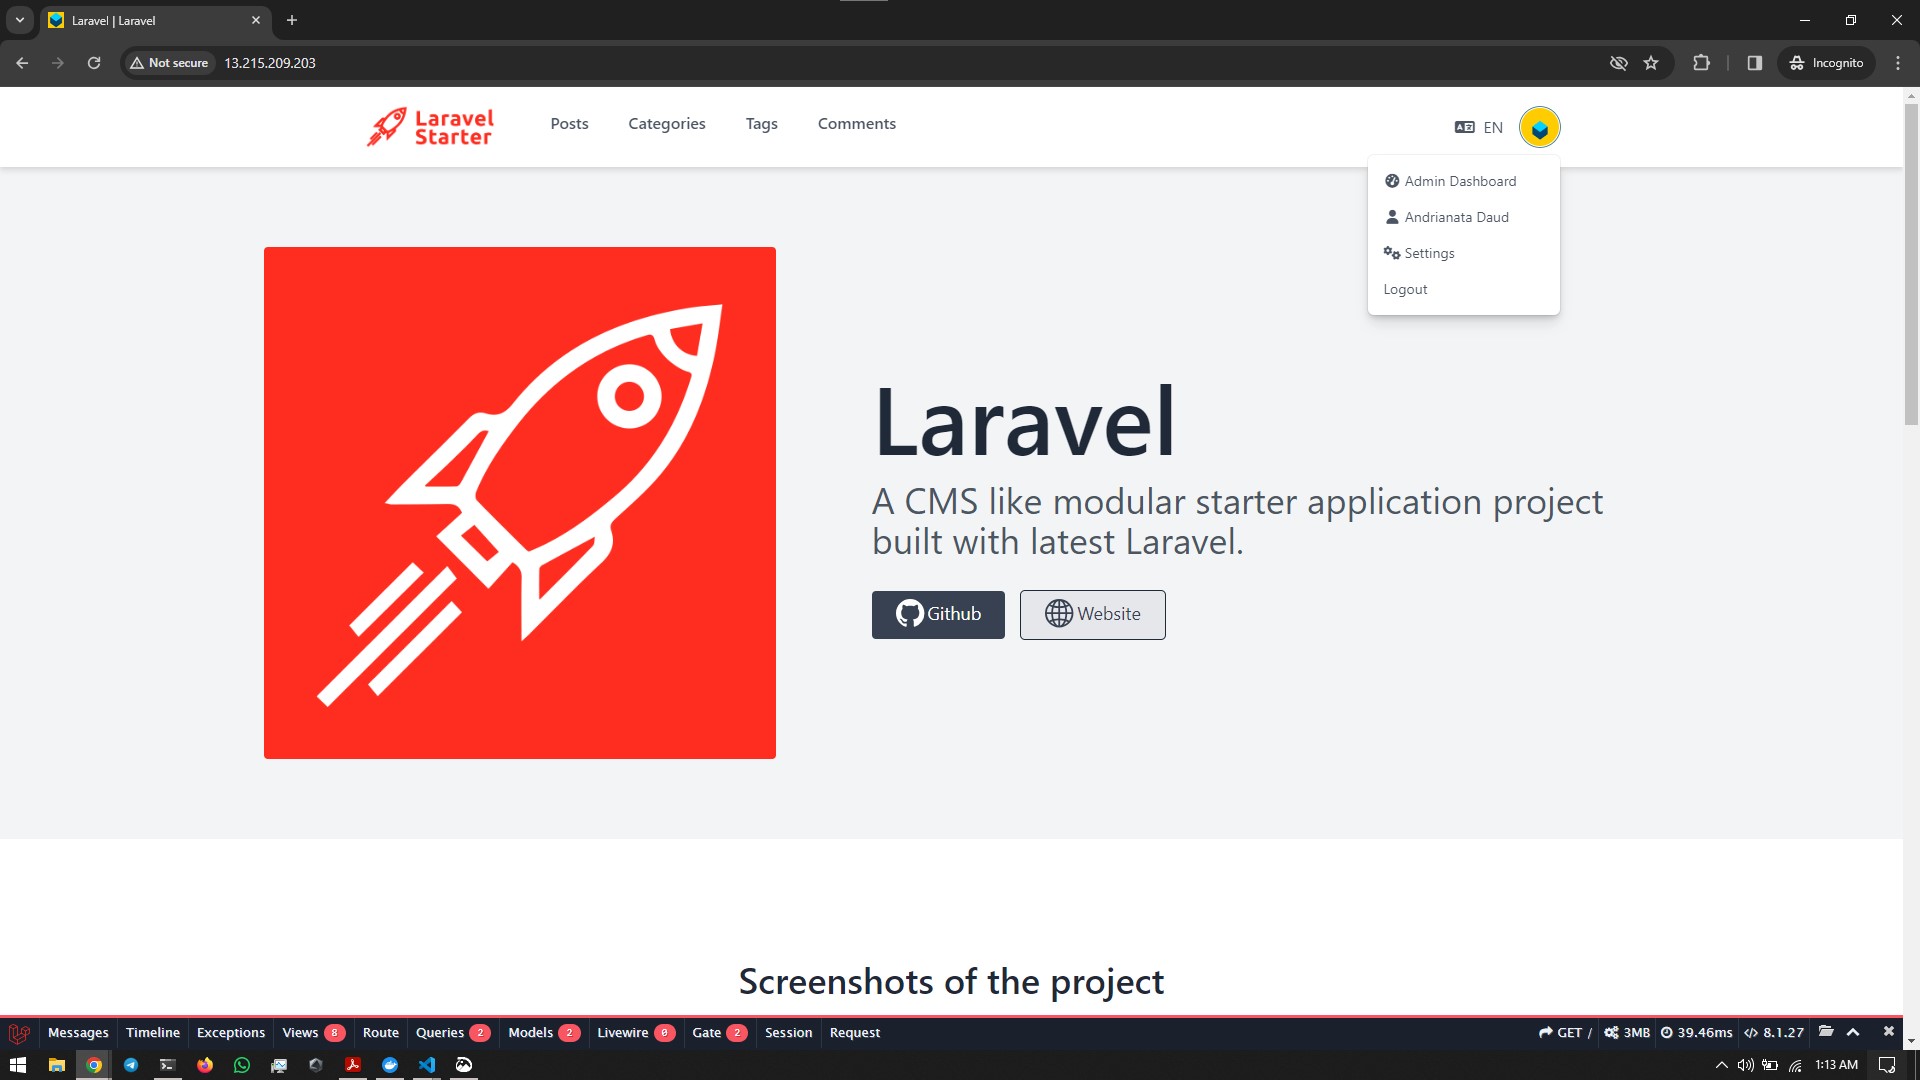 Laravel | Laravel
Not secure
13.215.209.203
Incognito
Laravel
Starter
Posts
Categories
Tags
Comments
EN
Admin Dashboard
Andrianata Daud
Settings
Logout
Laravel
A CMS like modular starter application project
built with latest Laravel.
Github
Website
Screenshots of the project
Messages
Timeline
Exceptions
Views 8
Route
Queries 2
Models 2
Livewire 0
Gate 2
Session
Request
GET /
3MB
39.46ms
8.1.27
1:13 AM